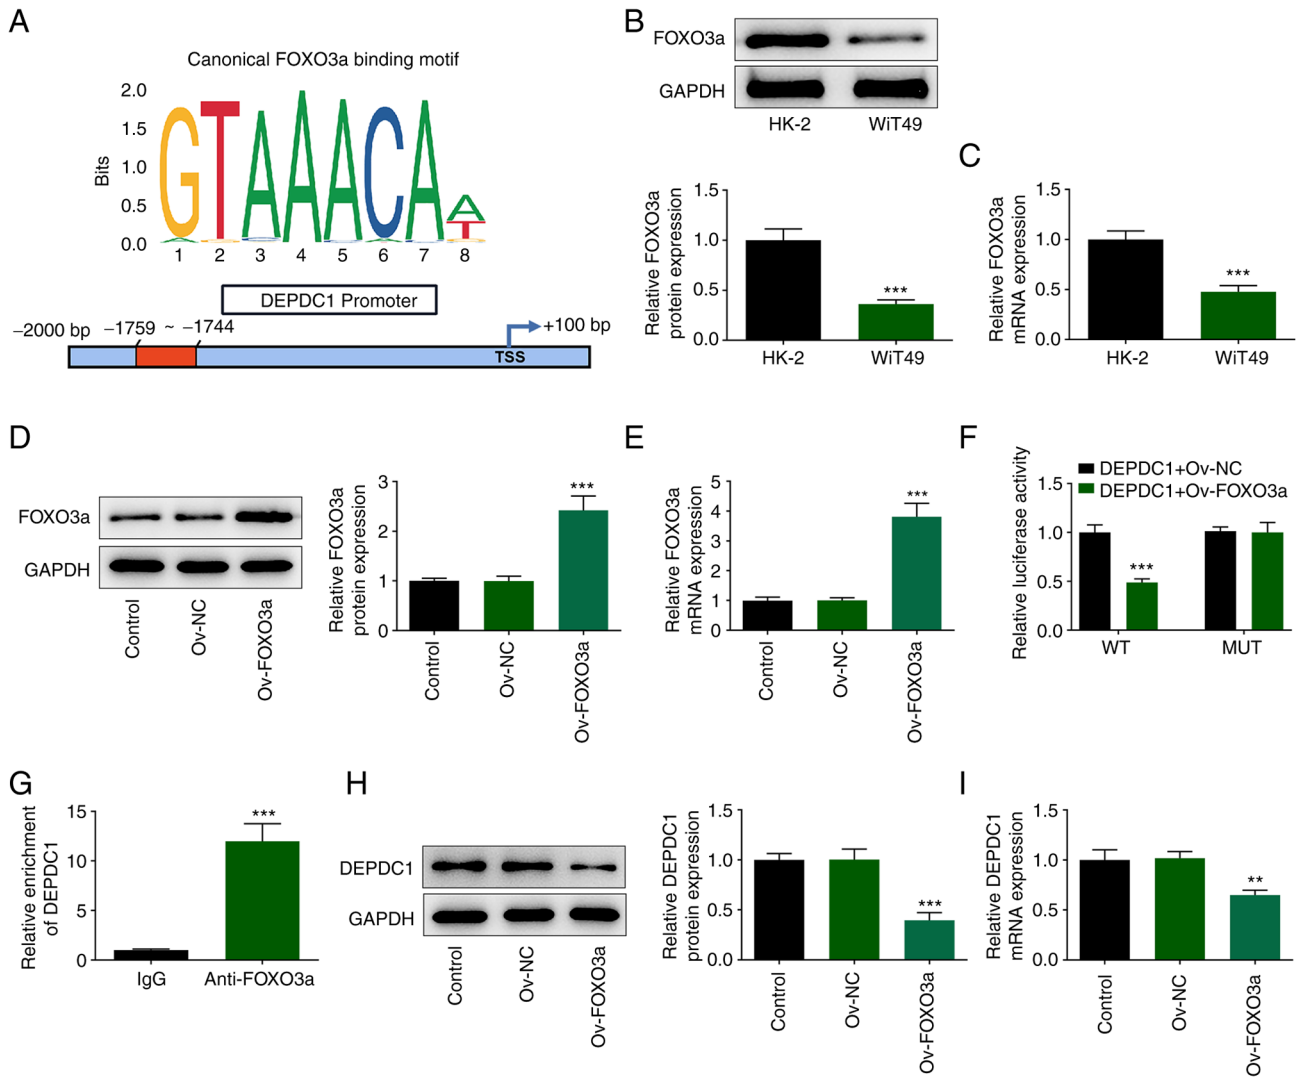 A
Canonical FOXO3a binding motif
Bits
2.0
1.5
1.0
0.5
0.0
GTAAACA
A
T
1 2 3 4 5 6 7 8
DEPDC1 Promoter
−2000 bp −1759 ~ −1744 +100 bp
TSS
B
FOXO3a
GAPDH
HK-2 WiT49
Relative FOXO3a
protein expression
1.5
1.0
0.5
0.0
***
HK-2 WiT49
C
Relative FOXO3a
mRNA expression
1.5
1.0
0.5
0.0
***
HK-2 WiT49
D
FOXO3a
GAPDH
Control
Ov-NC
Ov-FOXO3a
Relative FOXO3a
protein expression
3
2
1
0
***
Control
Ov-NC
Ov-FOXO3a
E
Relative FOXO3a
mRNA expression
5
4
3
2
1
0
***
Control
Ov-NC
Ov-FOXO3a
F
DEPDC1+Ov-NC
DEPDC1+Ov-FOXO3a
Relative luciferase activity
1.5
1.0
0.5
0.0
***
WT MUT
G
Relative enrichment
of DEPDC1
15
10
5
0
***
IgG Anti-FOXO3a
H
DEPDC1
GAPDH
Control
Ov-NC
Ov-FOXO3a
Relative DEPDC1
protein expression
1.5
1.0
0.5
0.0
***
Control
Ov-NC
Ov-FOXO3a
I
Relative DEPDC1
mRNA expression
1.5
1.0
0.5
0.0
**
Control
Ov-NC
Ov-FOXO3a